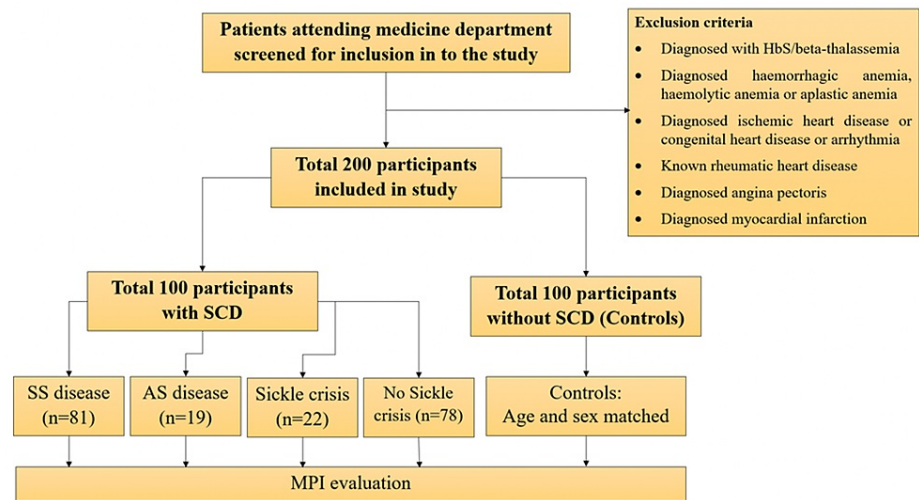 Patients attending medicine department
screened for inclusion in to the study
Exclusion criteria
• Diagnosed with HbS/beta-thalassemia
• Diagnosed haemorrhagic anemia,
haemolytic anemia or aplastic anemia
• Diagnosed ischemic heart disease or
congenital heart disease or arrhythmia
• Known rheumatic heart disease
• Diagnosed angina pectoris
• Diagnosed myocardial infarction
Total 200 participants
included in study
Total 100 participants
with SCD
Total 100 participants
without SCD (Controls)
SS disease
(n=81)
AS disease
(n=19)
Sickle crisis
(n=22)
No Sickle
crisis (n=78)
Controls:
Age and sex matched
MPI evaluation